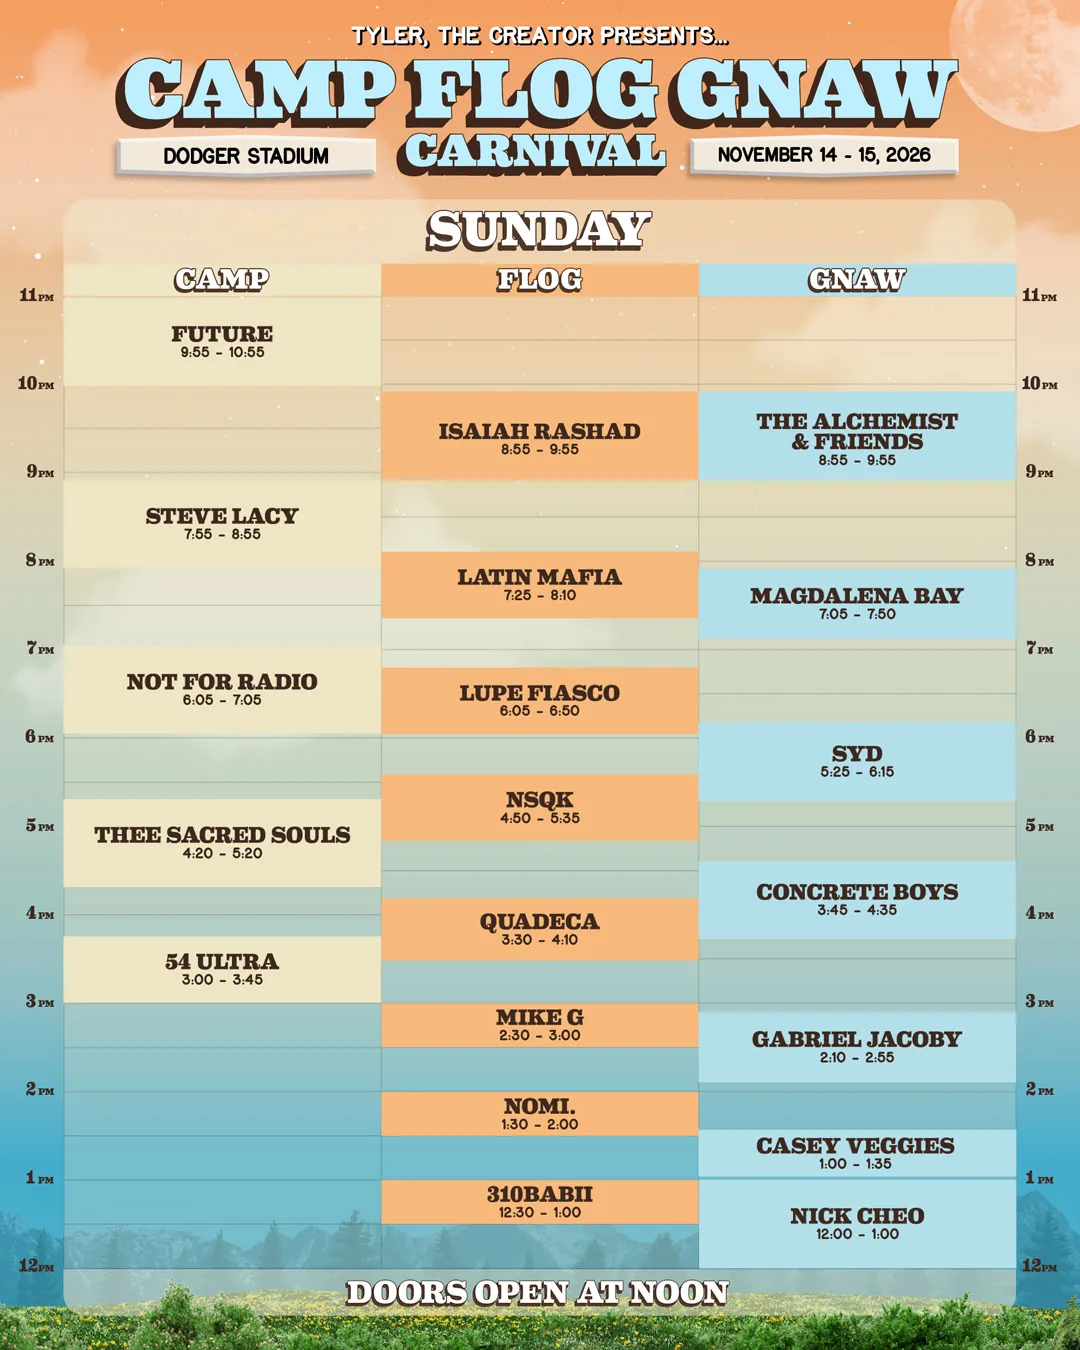 TYLER, THE CREATOR PRESENTS...
CAMP FLOG GNAW
CARNIVAL
DODGER STADIUM
NOVEMBER 14 - 15, 2026
SUNDAY
CAMP
FLOG
GNAW
11PM
11PM
FUTURE
9:55 - 10:55
10PM
10PM
ISAIAH RASHAD
8:55 - 9:55
THE ALCHEMIST
& FRIENDS
8:55 - 9:55
9PM
9PM
STEVE LACY
7:55 - 8:55
8PM
8PM
LATIN MAFIA
7:25 - 8:10
MAGDALENA BAY
7:05 - 7:50
7PM
7PM
NOT FOR RADIO
6:05 - 7:05
LUPE FIASCO
6:05 - 6:50
6PM
6PM
SYD
5:25 - 6:15
NSQK
4:50 - 5:35
5PM
5PM
THEE SACRED SOULS
4:20 - 5:20
CONCRETE BOYS
3:45 - 4:35
4PM
4PM
QUADECA
3:30 - 4:10
54 ULTRA
3:00 - 3:45
3PM
3PM
MIKE G
2:30 - 3:00
GABRIEL JACOBY
2:10 - 2:55
2PM
2PM
NOMI.
1:30 - 2:00
CASEY VEGGIES
1:00 - 1:35
1PM
1PM
310BABII
12:30 - 1:00
NICK CHEO
12:00 - 1:00
12PM
12PM
DOORS OPEN AT NOON